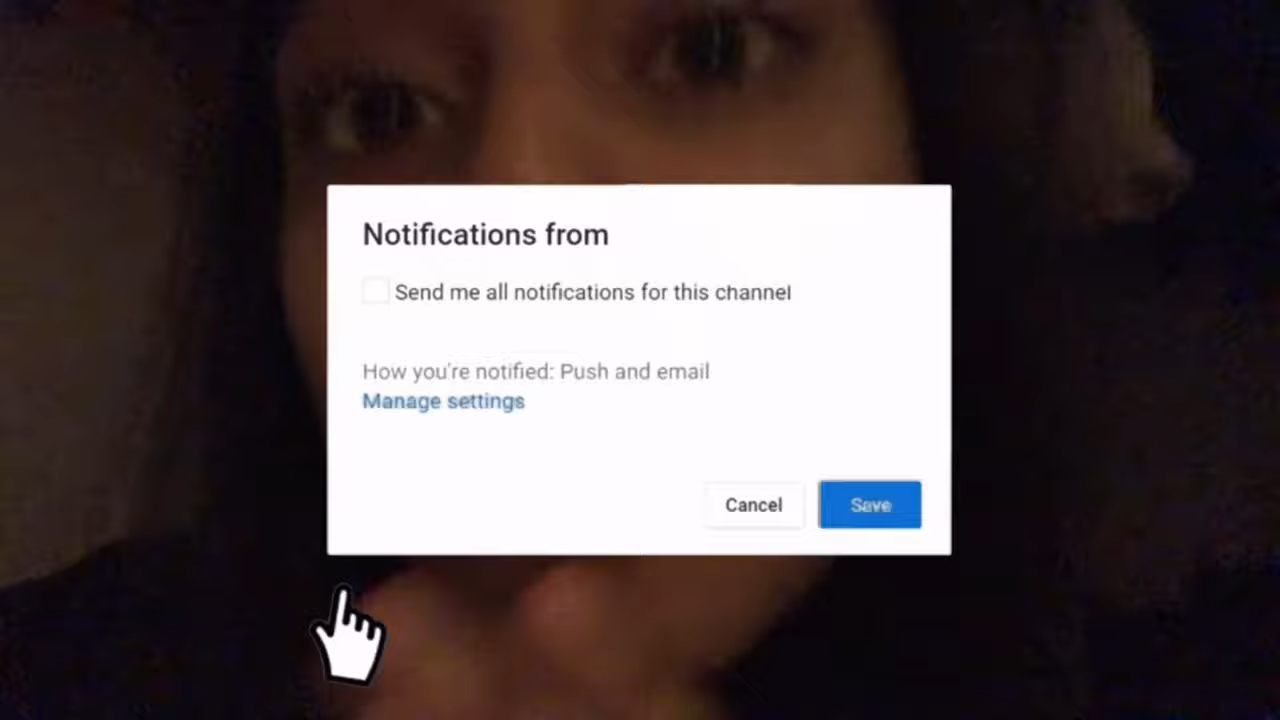 Notifications from
Send me all notifications for this channel
How you're notified: Push and email
Manage settings
Cancel
Save